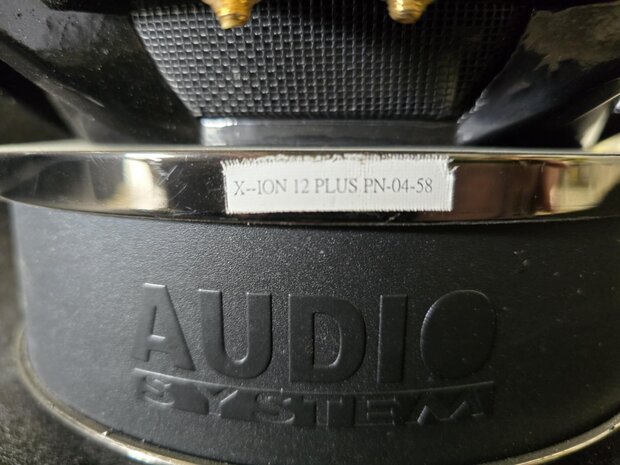 X--ION 12 PLUS PN-04-58
AUDIO
SYSTEM